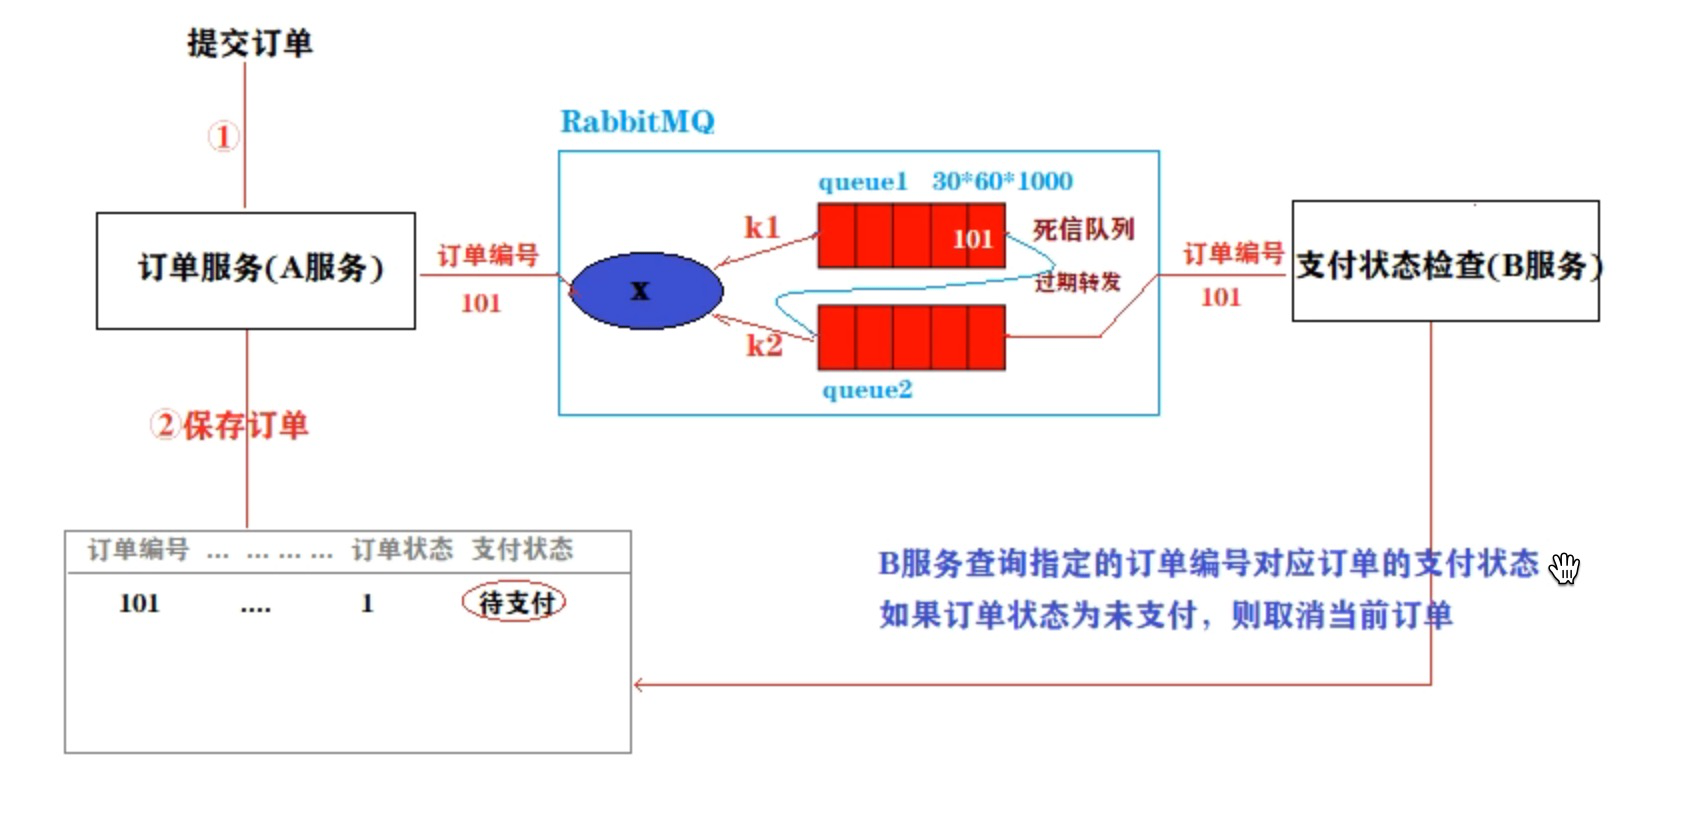 提交订单
①
RabbitMQ
queue1 30*60*1000
k1
101
死信队列
订单服务(A服务)
订单编号
101
x
过期转发
订单编号
101
支付状态检查(B服务)
k2
queue2
②保存订单
订单编号 ... ... ... ... 订单状态 支付状态
101 .... 1 待支付
B服务查询指定的订单编号对应订单的支付状态
如果订单状态为未支付，则取消当前订单